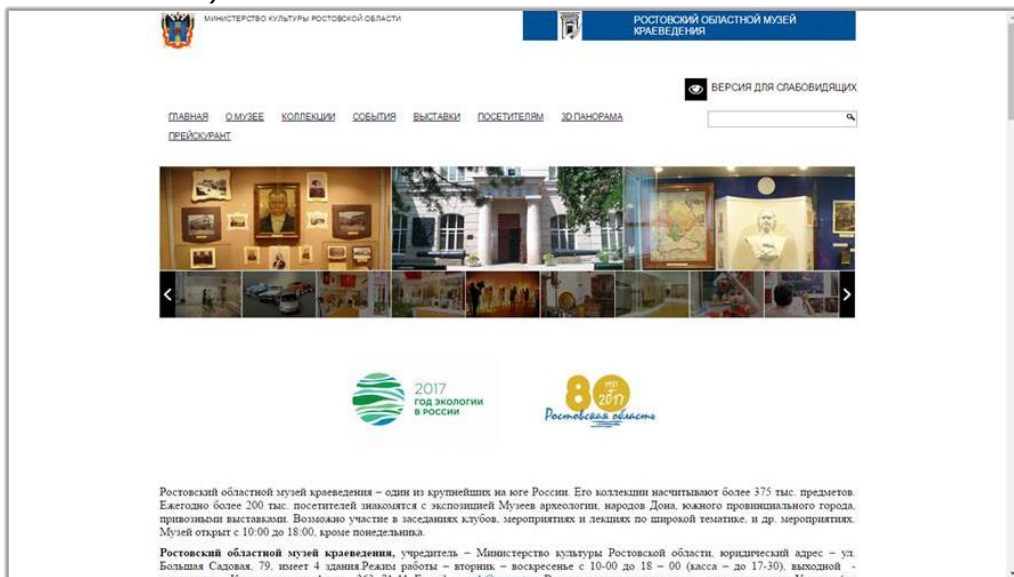 МИНИСТЕРСТВО КУЛЬТУРЫ РОСТОВСКОЙ ОБЛАСТИ
РОСТОВСКИЙ ОБЛАСТНОЙ МУЗЕЙ
КРАЕВЕДЕНИЯ
ВЕРСИЯ ДЛЯ СЛАБОВИДЯЩИХ
ГЛАВНАЯ О МУЗЕЕ КОЛЛЕКЦИИ СОБЫТИЯ ВЫСТАВКИ ПОСЕТИТЕЛЯМ 3D ПАНОРАМА
ПРЕЙСКУРАНТ
2017
ГОД ЭКОЛОГИИ
В РОССИИ
80
1937
2017
Ростовская область
Ростовский областной музей краеведения – один из крупнейших на юге России. Его коллекции насчитывают более 375 тыс. предметов.
Ежегодно более 200 тыс. посетителей знакомятся с экспозицией Музеев археологии, народов Дона, южного провинциального города,
привозными выставками. Возможно участие в заседаниях клубов, мероприятиях и лекциях по широкой тематике, и др. мероприятиях.
Музей открыт с 10:00 до 18:00, кроме понедельника.
Ростовский областной музей краеведения, учредитель – Министерство культуры Ростовской области, юридический адрес – ул.
Большая Садовая, 79, имеет 4 здания.Режим работы – вторник – воскресенье с 10-00 до 18 – 00 (касса – до 17-30), выходной -